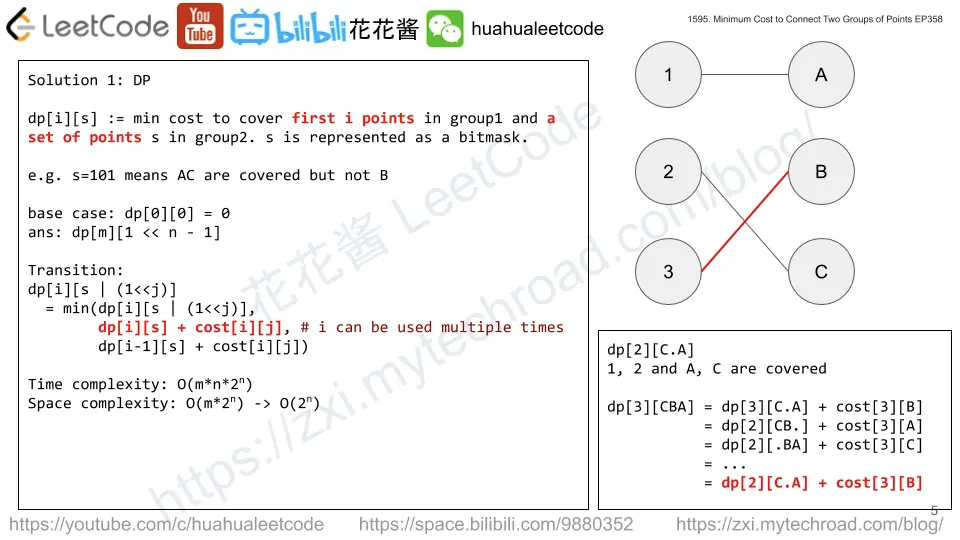 LeetCode
You
Tube
bilibili
花花酱
huahualeetcode
1595. Minimum Cost to Connect Two Groups of Points EP358
Solution 1: DP
dp[i][s] := min cost to cover first i points in group1 and a
set of points s in group2. s is represented as a bitmask.
e.g. s=101 means AC are covered but not B
base case: dp[0][0] = 0
ans: dp[m][1 << n - 1]
Transition:
dp[i][s | (1<<j)]
= min(dp[i][s | (1<<j)],
dp[i][s] + cost[i][j], # i can be used multiple times
dp[i-1][s] + cost[i][j])
Time complexity: O(m*n*2ⁿ)
Space complexity: O(m*2ⁿ) -> O(2ⁿ)
1
A
2
B
3
C
dp[2][C.A]
1, 2 and A, C are covered
dp[3][CBA] = dp[3][C.A] + cost[3][B]
= dp[2][CB.] + cost[3][A]
= dp[2][.BA] + cost[3][C]
= ...
= dp[2][C.A] + cost[3][B]
花花酱 LeetCode
https://zxi.mytechroad.com/blog/
5
https://youtube.com/c/huahualeetcode
https://space.bilibili.com/9880352
https://zxi.mytechroad.com/blog/